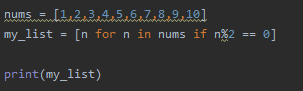 nums = [1,2,3,4,5,6,7,8,9,10]
my_list = [n for n in nums if n%2 == 0]
print(my_list)